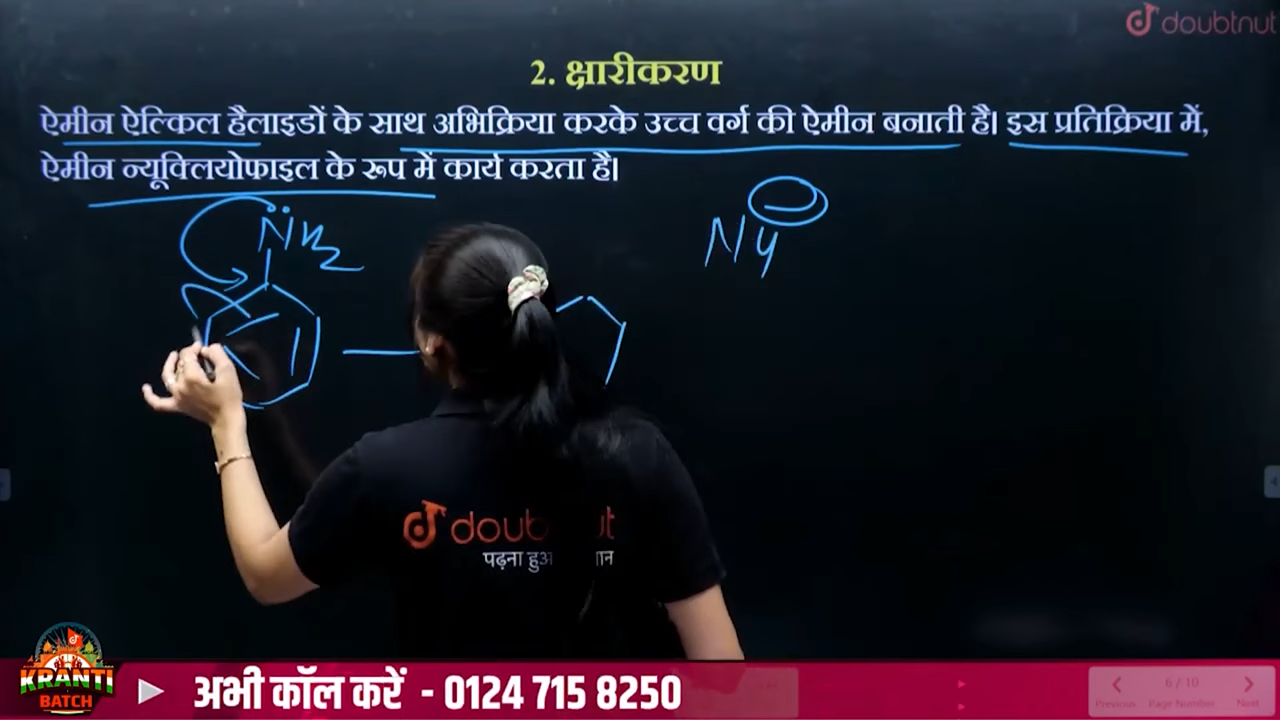 doubtnut
2. क्षारीकरण
ऐमीन ऐल्किल हैलाइडों के साथ अभिक्रिया करके उच्च वर्ग की ऐमीन बनाती है। इस प्रतिक्रिया में,
ऐमीन न्यूक्लियोफाइल के रूप में कार्य करता है।
NH2
Nu
पढ़ना हुआ
KRANTI
BATCH
अभी कॉल करें - 0124 715 8250
6 / 10
Previous Page Number Next